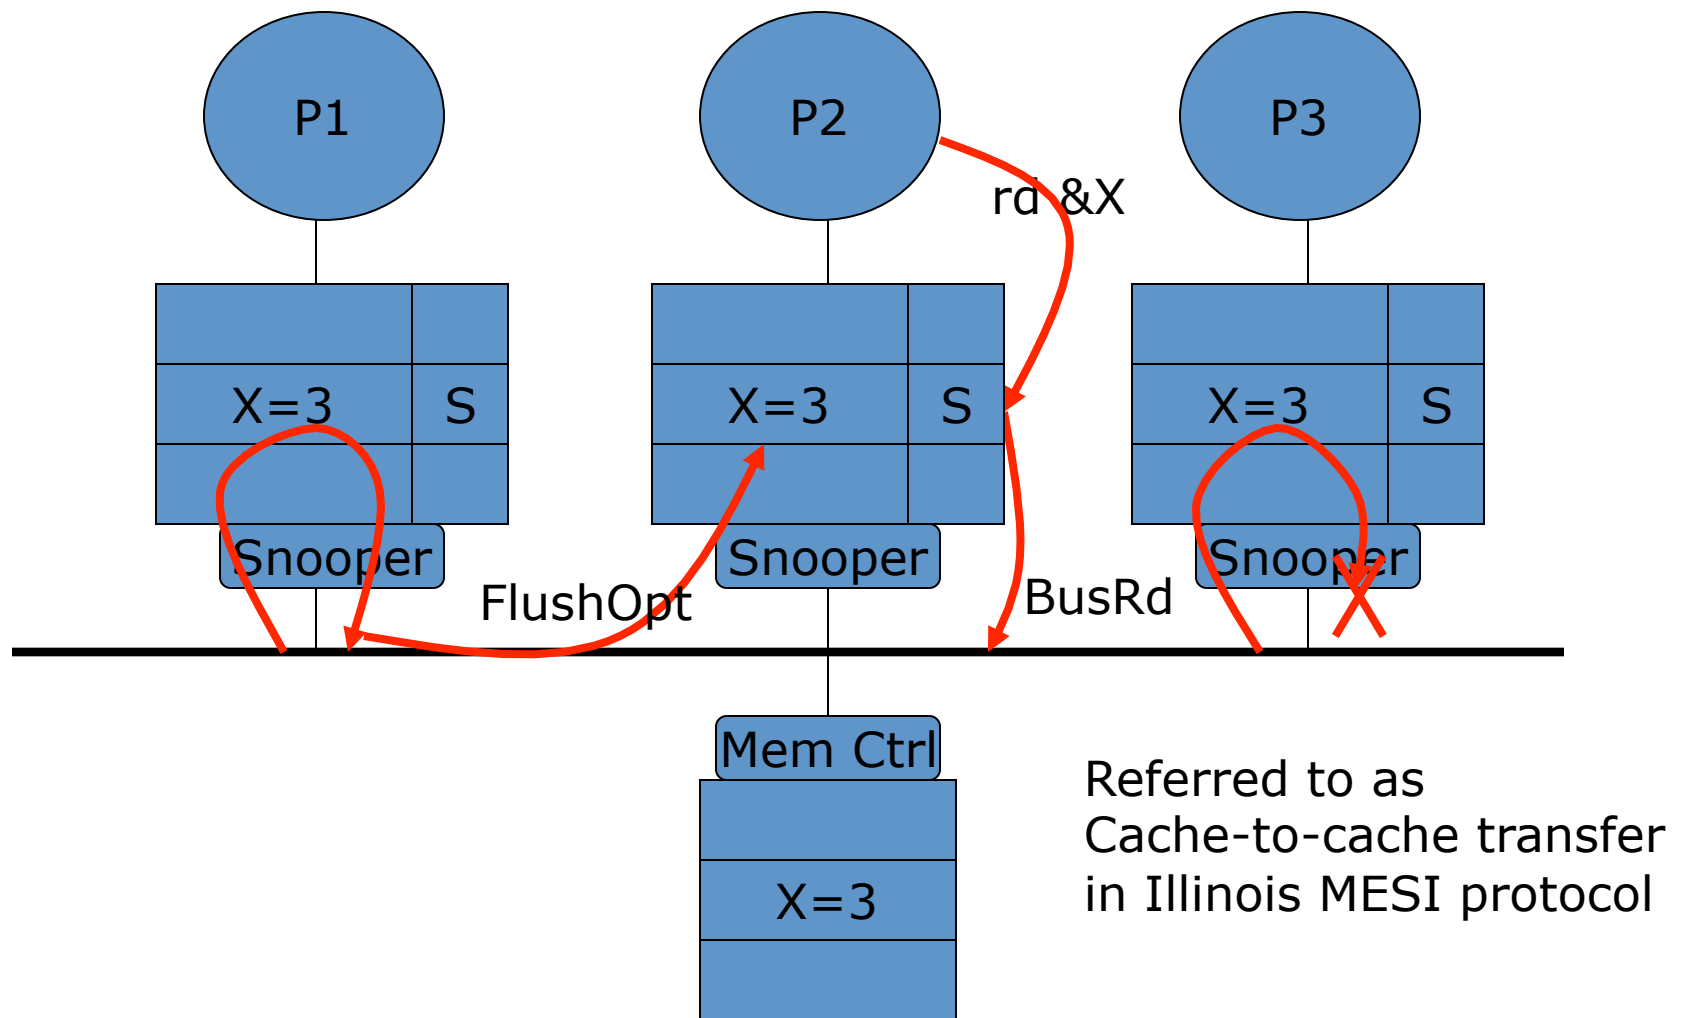 P1
P2
P3
rd &X
X=3 S
X=3 S
X=3 S
Snooper
Snooper
Snooper
FlushOpt
BusRd
Mem Ctrl
X=3
Referred to as
Cache-to-cache transfer
in Illinois MESI protocol